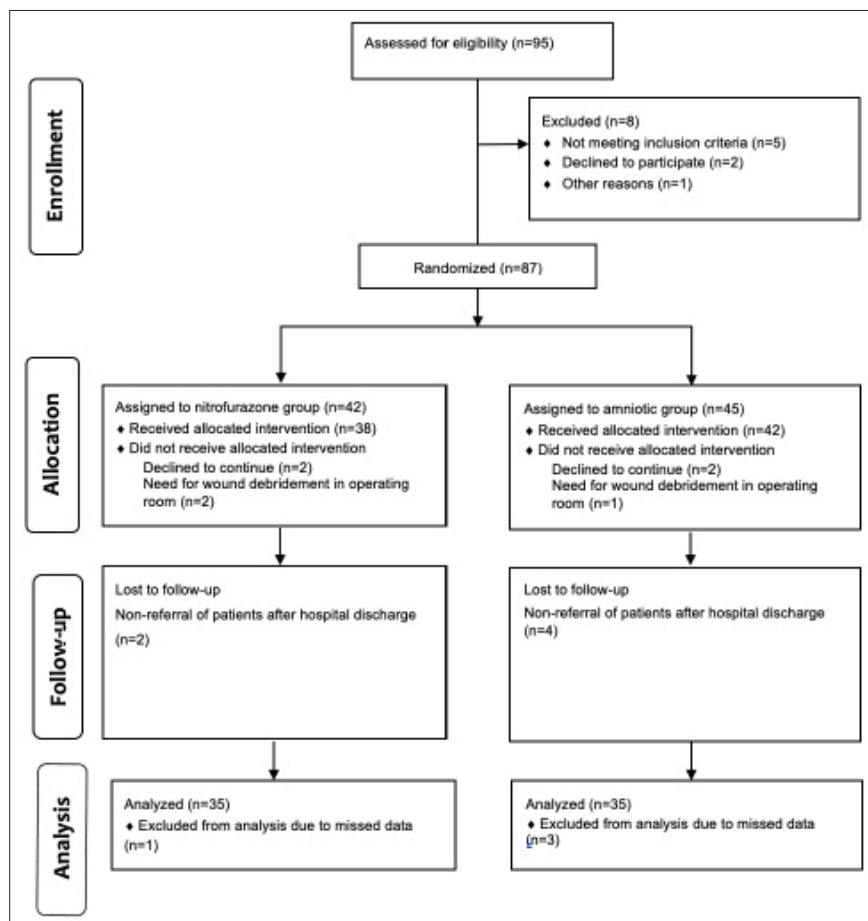 Assessed for eligibility (n=95)
Enrollment
Excluded (n=8)
♦ Not meeting inclusion criteria (n=5)
♦ Declined to participate (n=2)
♦ Other reasons (n=1)
Randomized (n=87)
Allocation
Assigned to nitrofurazone group (n=42)
♦ Received allocated intervention (n=38)
♦ Did not receive allocated intervention
Declined to continue (n=2)
Need for wound debridement in operating
room (n=2)
Assigned to amniotic group (n=45)
♦ Received allocated intervention (n=42)
♦ Did not receive allocated intervention
Declined to continue (n=2)
Need for wound debridement in operating
room (n=1)
Follow-up
Lost to follow-up
Non-referral of patients after hospital discharge
(n=2)
Lost to follow-up
Non-referral of patients after hospital discharge
(n=4)
Analysis
Analyzed (n=35)
♦ Excluded from analysis due to missed data
(n=1)
Analyzed (n=35)
♦ Excluded from analysis due to missed data
(n=3)